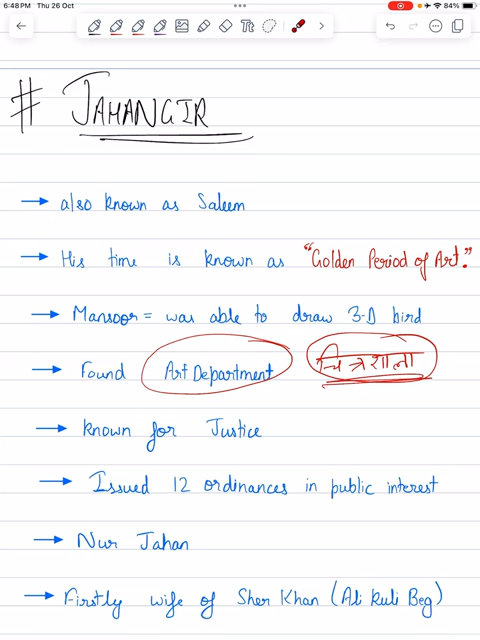 6:48 PM Thu 26 Oct 84%
# JAHANGIR
→ also known as Saleem
→ His time is known as "Golden Period of Art."
→ Mansoor = was able to draw 3-D bird
→ Found Art Department चित्रशाला
→ known for Justice
→ Issued 12 ordinances in public interest
→ Nur Jahan
→ Firstly wife of Sher Khan (Ali Kuli Beg)